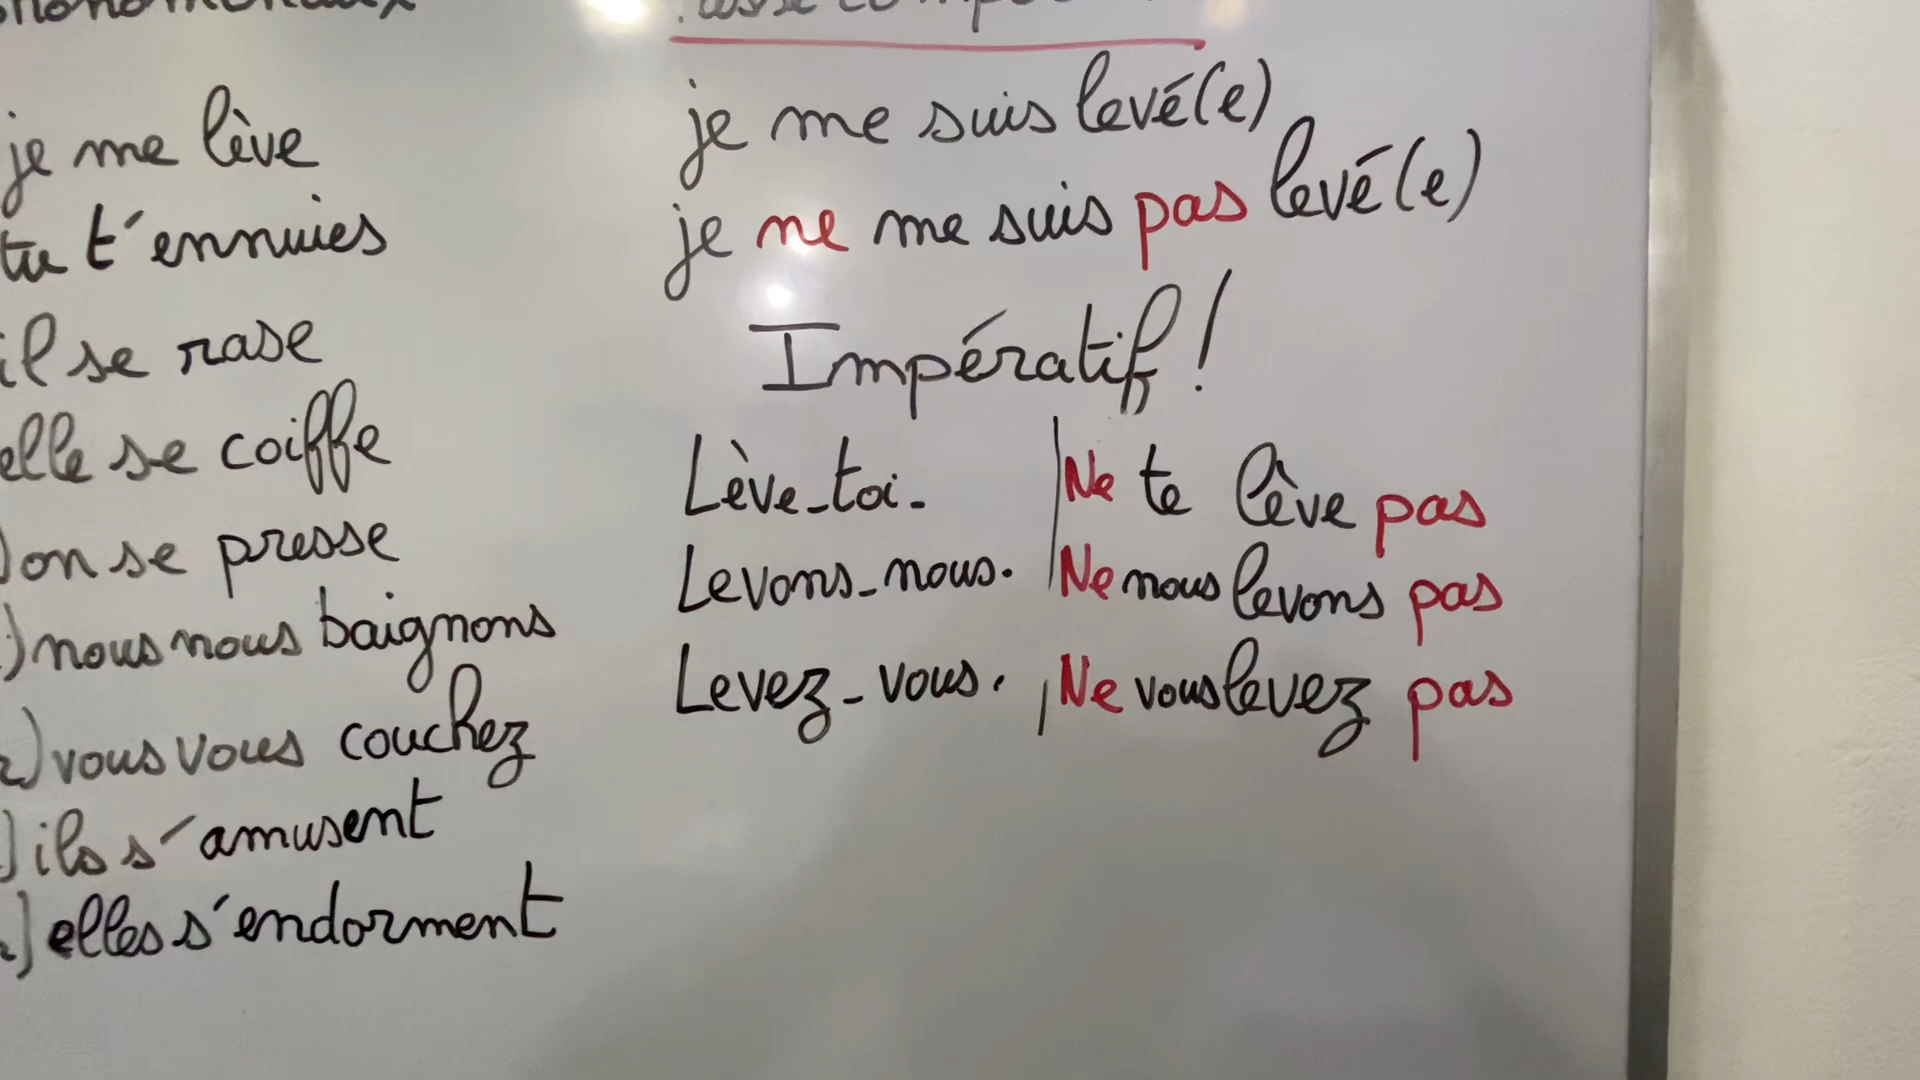 je me lève
tu t'ennuies
il se rase
elle se coiffe
) on se presse
) nous nous baignons
) vous vous couchez
) ils s'amusent
) elles s'endorment
je me suis levé(e)
je ne me suis pas levé(e)
Impératif !
Lève-toi. | Ne te lève pas
Levons-nous. | Ne nous levons pas
Levez-vous. | Ne vous levez pas